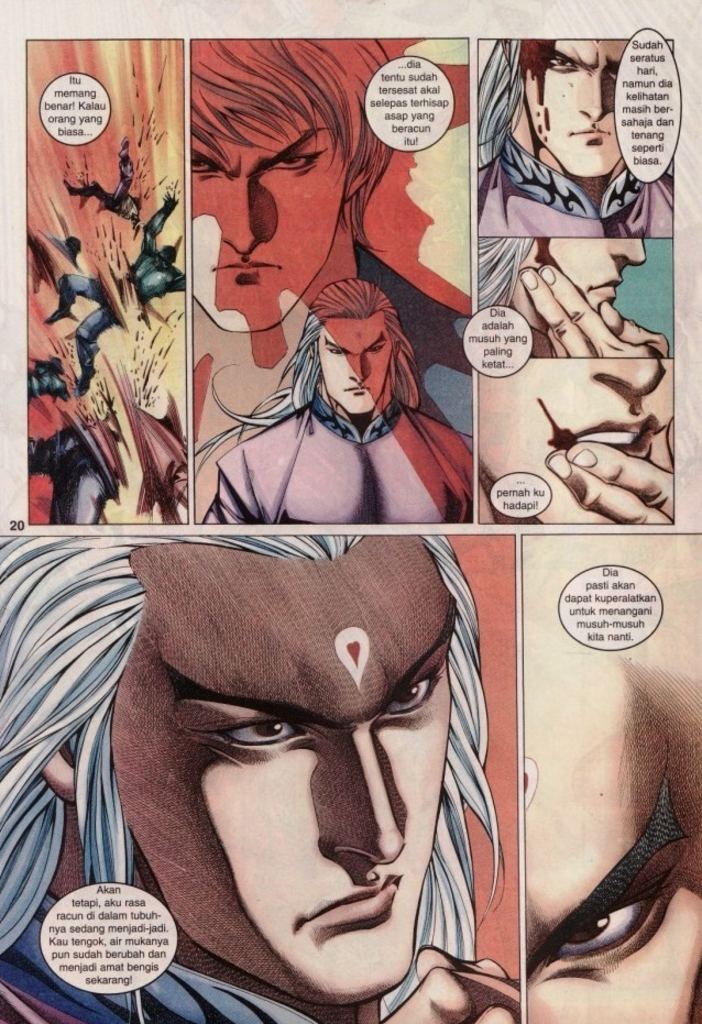 Itu
memang
benar! Kalau
orang yang
biasa...
...dia
tentu sudah
tersesat akal
selepas terhisap
asap yang
beracun
itu!
Sudah
seratus
hari,
namun dia
kelihatan
masih ber-
sahaja dan
tenang
seperti
biasa.
Dia
adalah
musuh yang
paling
ketat...
...
pernah ku
hadapi!
20
Akan
tetapi, aku rasa
racun di dalam tubuh-
nya sedang menjadi-jadi.
Kau tengok, air mukanya
pun sudah berubah dan
menjadi amat bengis
sekarang!
Dia
pasti akan
dapat kuperalatkan
untuk menangani
musuh-musuh
kita nanti.